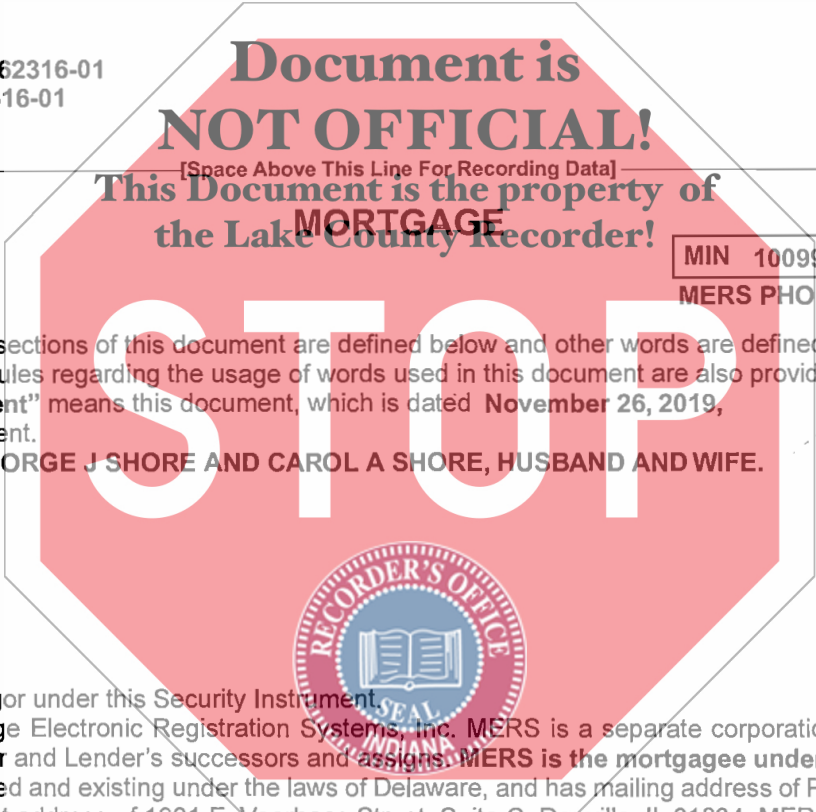 62316-01
16-01
Document is
NOT OFFICIAL!
[Space Above This Line For Recording Data]
This Document is the property of
MORTGAGE
the Lake County Recorder!
MIN 1009
MERS PHO
STOP
sections of this document are defined below and other words are defined
ules regarding the usage of words used in this document are also provid
ent” means this document, which is dated November 26, 2019,
ent.
ORGE J SHORE AND CAROL A SHORE, HUSBAND AND WIFE.
RECORDER'S OFFICE
SEAL
INDIANA
or under this Security Instrument.
ge Electronic Registration Systems, Inc. MERS is a separate corporatio
r and Lender's successors and assigns. MERS is the mortgagee under
ed and existing under the laws of Delaware, and has mailing address of P